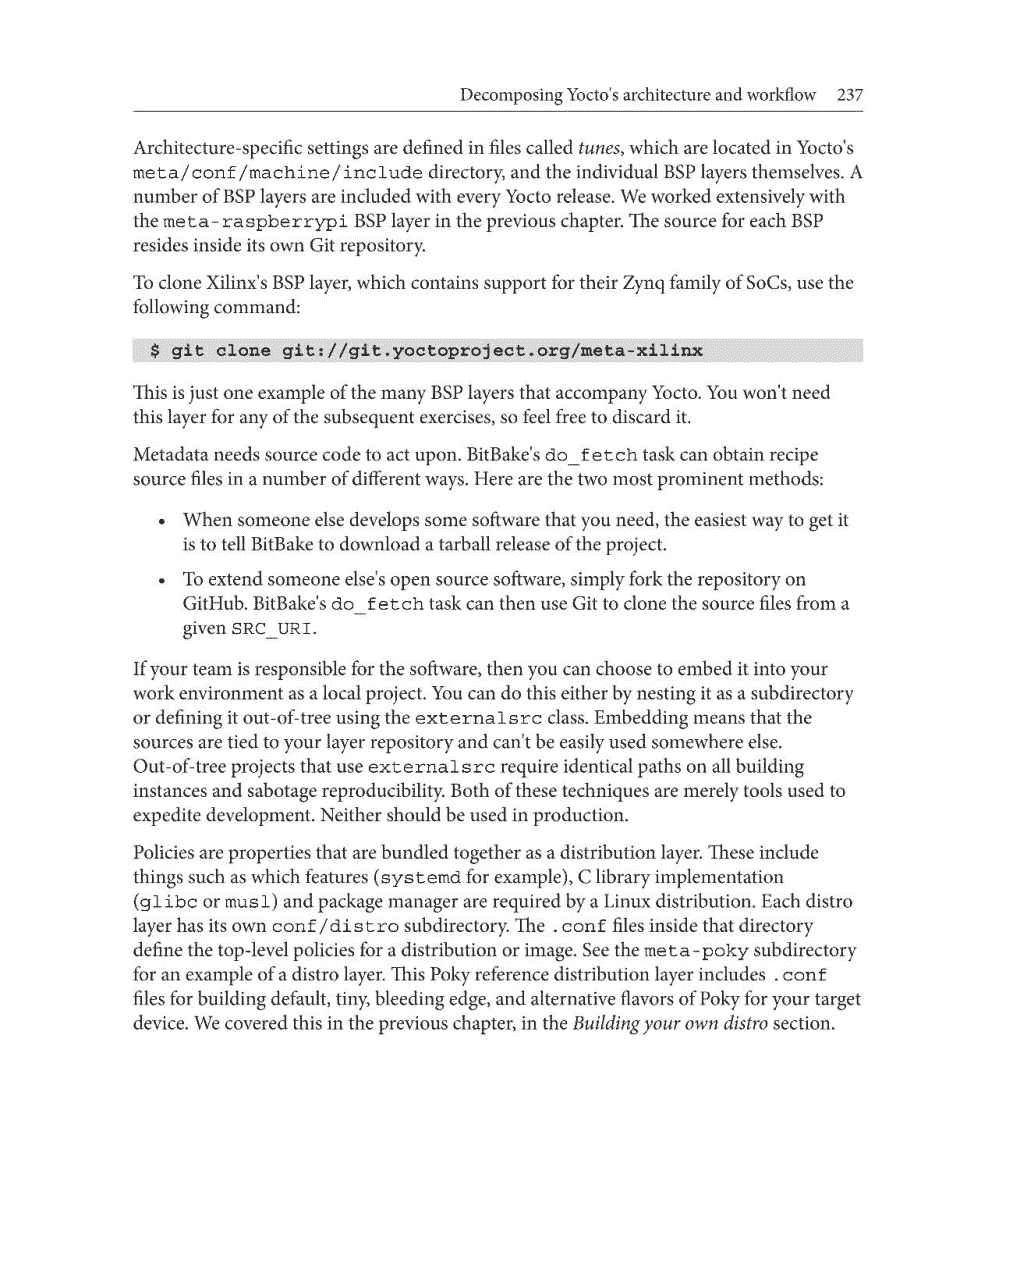 Decomposing Yocto's architecture and workflow 237
Architecture-specific settings are defined in files called tunes, which are located in Yocto's
meta/conf/machine/include directory, and the individual BSP layers themselves. A
number of BSP layers are included with every Yocto release. We worked extensively with
the meta-raspberrypi BSP layer in the previous chapter. The source for each BSP
resides inside its own Git repository.
To clone Xilinx's BSP layer, which contains support for their Zynq family of SoCs, use the
following command:
$ git clone git://git.yoctoproject.org/meta-xilinx
This is just one example of the many BSP layers that accompany Yocto. You won't need
this layer for any of the subsequent exercises, so feel free to discard it.
Metadata needs source code to act upon. BitBake's do_fetch task can obtain recipe
source files in a number of different ways. Here are the two most prominent methods:
• When someone else develops some software that you need, the easiest way to get it
is to tell BitBake to download a tarball release of the project.
• To extend someone else's open source software, simply fork the repository on
GitHub. BitBake's do_fetch task can then use Git to clone the source files from a
given SRC_URI.
If your team is responsible for the software, then you can choose to embed it into your
work environment as a local project. You can do this either by nesting it as a subdirectory
or defining it out-of-tree using the externalsrc class. Embedding means that the
sources are tied to your layer repository and can't be easily used somewhere else.
Out-of-tree projects that use externalsrc require identical paths on all building
instances and sabotage reproducibility. Both of these techniques are merely tools used to
expedite development. Neither should be used in production.
Policies are properties that are bundled together as a distribution layer. These include
things such as which features (systemd for example), C library implementation
(glibc or musl) and package manager are required by a Linux distribution. Each distro
layer has its own conf/distro subdirectory. The .conf files inside that directory
define the top-level policies for a distribution or image. See the meta-poky subdirectory
for an example of a distro layer. This Poky reference distribution layer includes .conf
files for building default, tiny, bleeding edge, and alternative flavors of Poky for your target
device. We covered this in the previous chapter, in the Building your own distro section.